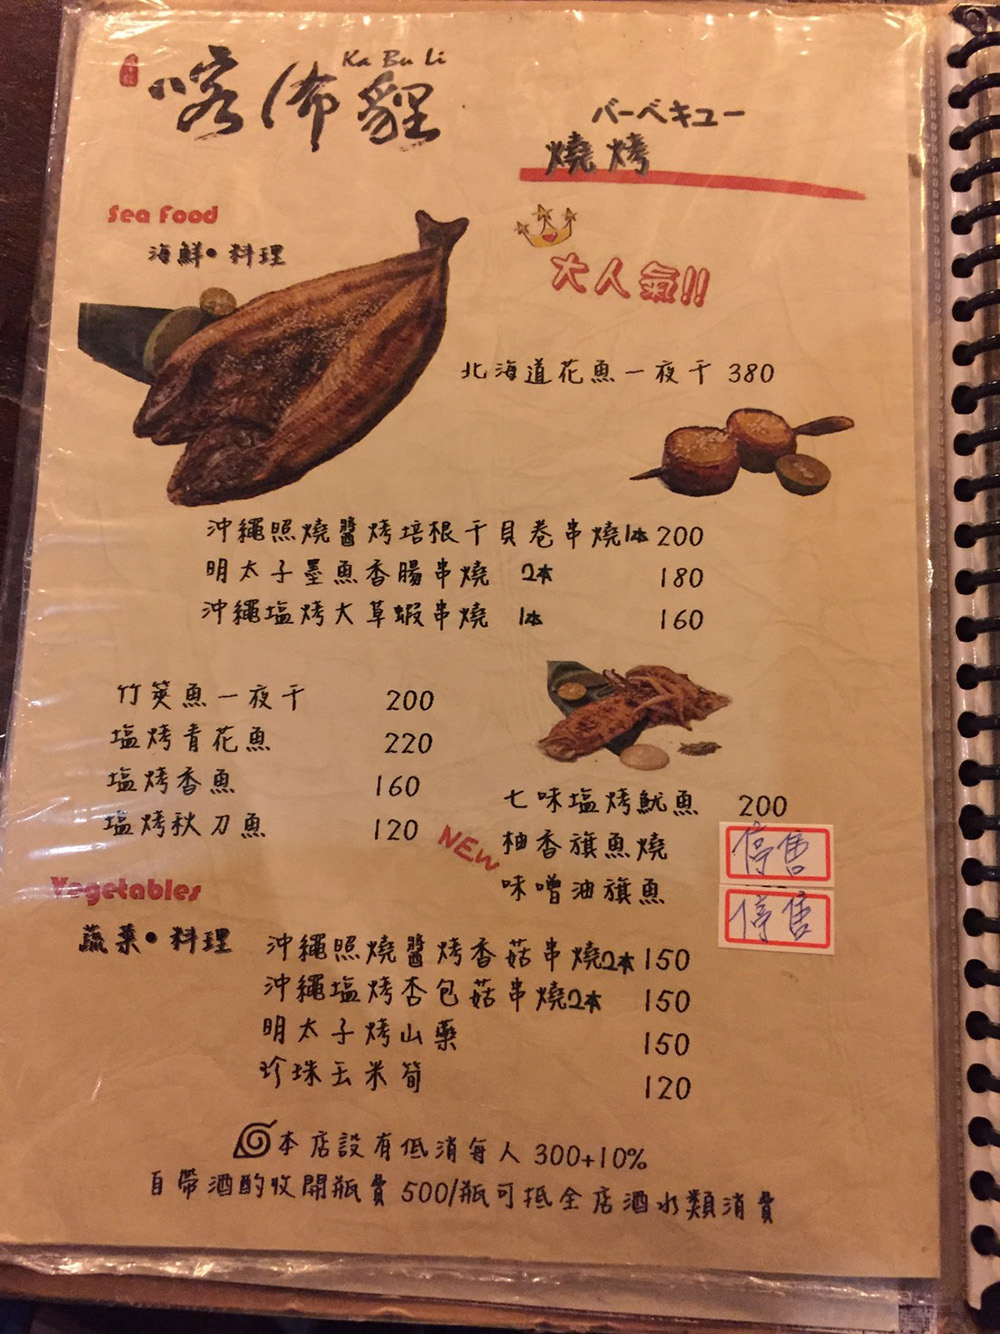 Ka Bu Li
喀佈貍
バーベキュー
燒烤
Sea Food
海鮮•料理
大人氣!!
北海道花魚一夜干 380
沖繩照燒醬烤培根干貝卷串燒1本 200
明太子墨魚香腸串燒 2本 180
沖繩塩烤大草蝦串燒 1本 160
竹筴魚一夜干 200
塩烤青花魚 220
塩烤香魚 160
塩烤秋刀魚 120
七味塩烤魷魚 200
NEW
柚香旗魚燒 停售
味噌油旗魚 停售
Vegetables
蔬菜•料理
沖繩照燒醬烤香菇串燒2本 150
沖繩塩烤杏包菇串燒2本 150
明太子烤山藥 150
珍珠玉米筍 120
本店設有低消每人 300+10%
自帶酒酌收開瓶費 500/瓶可抵全店酒水類消費